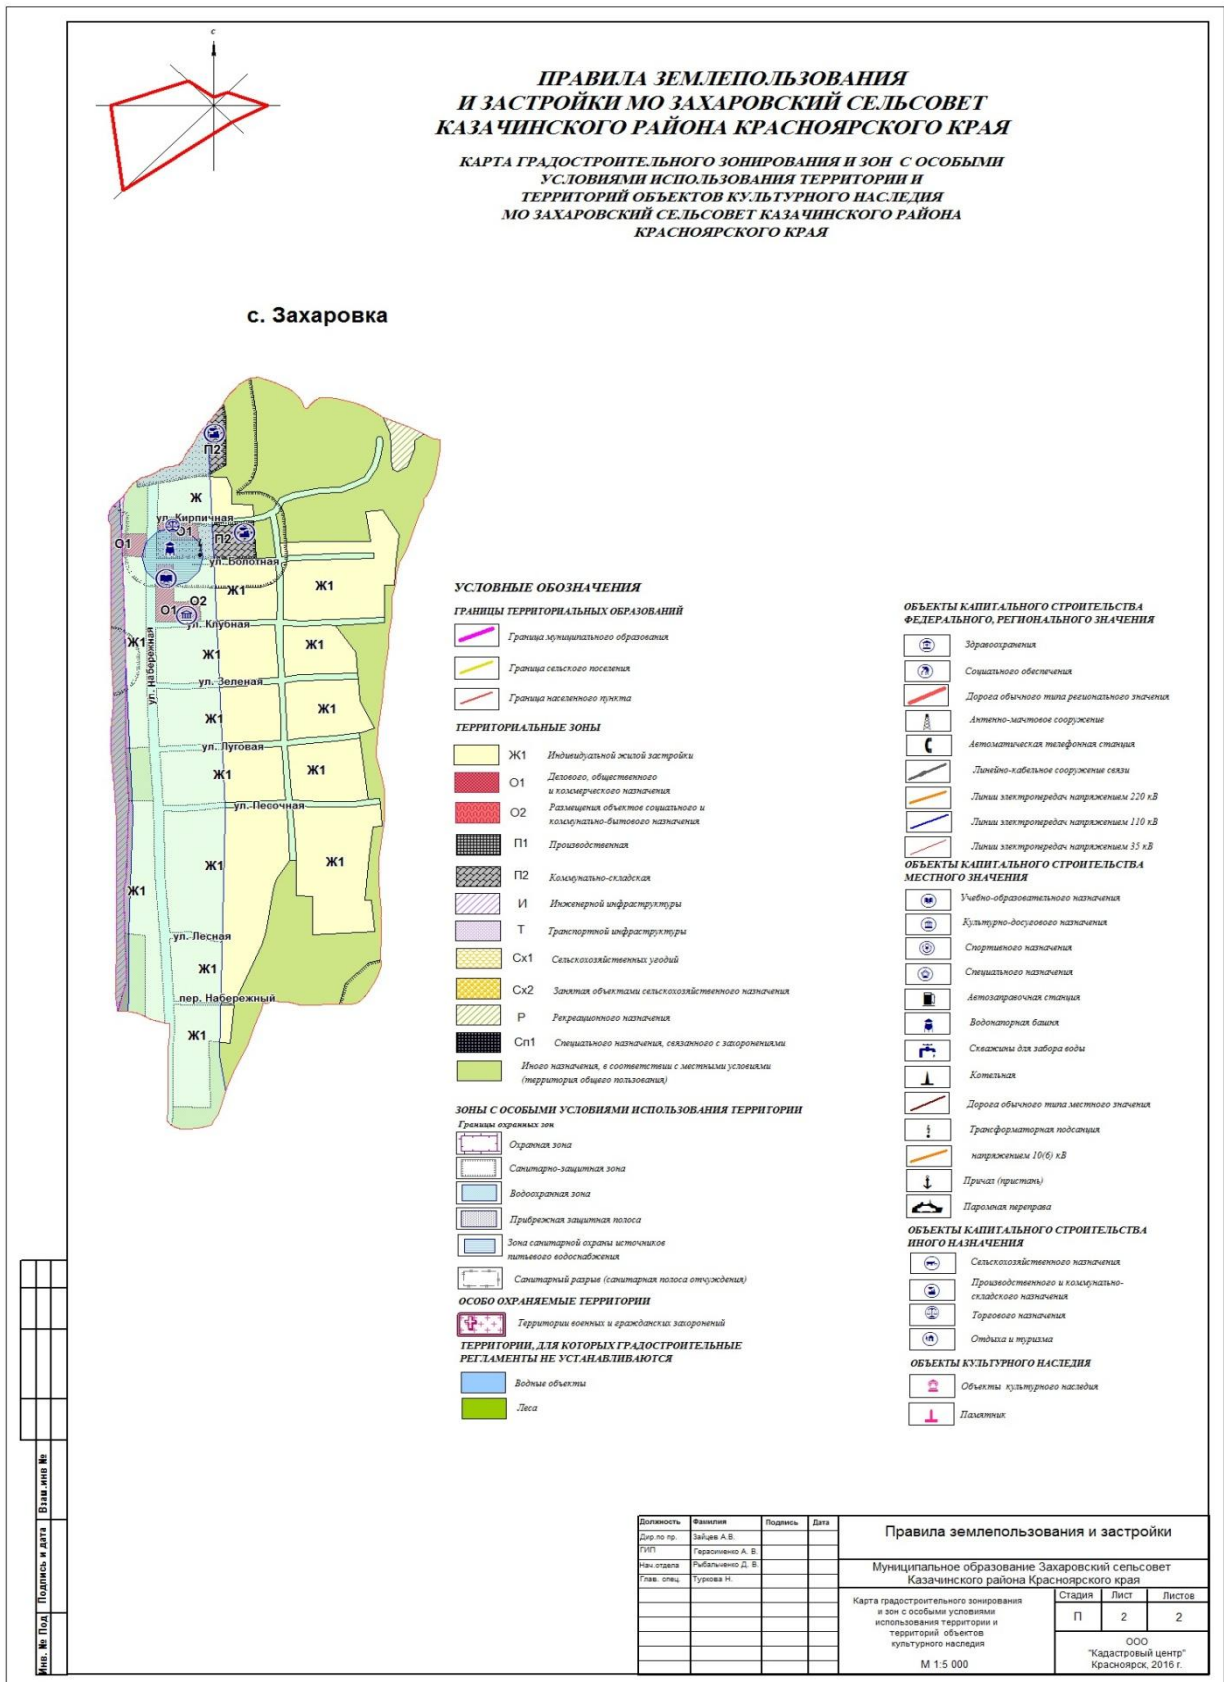 с
ПРАВИЛА ЗЕМЛЕПОЛЬЗОВАНИЯ
И ЗАСТРОЙКИ МО ЗАХАРОВСКИЙ СЕЛЬСОВЕТ
КАЗАЧИНСКОГО РАЙОНА КРАСНОЯРСКОГО КРАЯ
КАРТА ГРАДОСТРОИТЕЛЬНОГО ЗОНИРОВАНИЯ И ЗОН С ОСОБЫМИ
УСЛОВИЯМИ ИСПОЛЬЗОВАНИЯ ТЕРРИТОРИИ И
ТЕРРИТОРИЙ ОБЪЕКТОВ КУЛЬТУРНОГО НАСЛЕДИЯ
МО ЗАХАРОВСКИЙ СЕЛЬСОВЕТ КАЗАЧИНСКОГО РАЙОНА
КРАСНОЯРСКОГО КРАЯ
с. Захаровка
П2
Ж
ул. Кирпичная
О1
О1
П2
ул. Болотная
Ж1
Ж1
О2
О1
ул. Клубная
Ж1
Ж1
Ж1
ул. Набережная
ул. Зеленая
Ж1
Ж1
ул. Луговая
Ж1
Ж1
ул. Песочная
Ж1
Ж1
Ж1
ул. Лесная
Ж1
пер. Набережный
Ж1
УСЛОВНЫЕ ОБОЗНАЧЕНИЯ
ГРАНИЦЫ ТЕРРИТОРИАЛЬНЫХ ОБРАЗОВАНИЙ
Граница муниципального образования
Граница сельского поселения
Граница населенного пункта
ТЕРРИТОРИАЛЬНЫЕ ЗОНЫ
Ж1 Индивидуальной жилой застройки
О1 Делового, общественного
и коммерческого назначения
О2 Размещения объектов социального и
коммунально-бытового назначения
П1 Производственная
П2 Коммунально-складская
И Инженерной инфраструктуры
Т Транспортной инфраструктуры
Сх1 Сельскохозяйственных угодий
Сх2 Занятая объектами сельскохозяйственного назначения
Р Рекреационного назначения
Сп1 Специального назначения, связанного с захоронениями
Иного назначения, в соответствии с местными условиями
(территория общего пользования)
ЗОНЫ С ОСОБЫМИ УСЛОВИЯМИ ИСПОЛЬЗОВАНИЯ ТЕРРИТОРИИ
Границы охранных зон
Охранная зона
Санитарно-защитная зона
Водоохранная зона
Прибрежная защитная полоса
Зона санитарной охраны источников
питьевого водоснабжения
Санитарный разрыв (санитарная полоса отчуждения)
ОСОБО ОХРАНЯЕМЫЕ ТЕРРИТОРИИ
Территории военных и гражданских захоронений
ТЕРРИТОРИИ, ДЛЯ КОТОРЫХ ГРАДОСТРОИТЕЛЬНЫЕ
РЕГЛАМЕНТЫ НЕ УСТАНАВЛИВАЮТСЯ
Водные объекты
Леса
ОБЪЕКТЫ КАПИТАЛЬНОГО СТРОИТЕЛЬСТВА
ФЕДЕРАЛЬНОГО, РЕГИОНАЛЬНОГО ЗНАЧЕНИЯ
Здравоохранения
Социального обеспечения
Дорога обычного типа регионального значения
Антенно-мачтовое сооружение
Автоматическая телефонная станция
Линейно-кабельное сооружение связи
Линии электропередач напряжением 220 кВ
Линии электропередач напряжением 110 кВ
Линии электропередач напряжением 35 кВ
ОБЪЕКТЫ КАПИТАЛЬНОГО СТРОИТЕЛЬСТВА
МЕСТНОГО ЗНАЧЕНИЯ
Учебно-образовательного назначения
Культурно-досугового назначения
Спортивного назначения
Специального назначения
Автозаправочная станция
Водонапорная башня
Скважины для забора воды
Котельная
Дорога обычного типа местного значения
Трансформаторная подсанция
напряжением 10(6) кВ
Причал (пристань)
Паромная переправа
ОБЪЕКТЫ КАПИТАЛЬНОГО СТРОИТЕЛЬСТВА
ИНОГО НАЗНАЧЕНИЯ
Сельскохозяйственного назначения
Производственного и коммунально-
складского назначения
Торгового назначения
Отдыха и туризма
ОБЪЕКТЫ КУЛЬТУРНОГО НАСЛЕДИЯ
Объекты культурного наследия
Памятник
Взам.инв №
Подпись и дата
Инв. № Под
Должность Фамилия Подпись Дата
Дир.по пр. Зайцев А.В.
ГИП Герасименко А. В.
Нач.отдела Рыбальченко Д. В.
Глав. спец. Туркова Н.
Правила землепользования и застройки
Муниципальное образование Захаровский сельсовет
Казачинского района Красноярского края
Карта градостроительного зонирования
и зон с особыми условиями
использования территории и
территорий объектов
культурного наследия
М 1:5 000
Стадия Лист Листов
П 2 2
ООО
"Кадастровый центр"
Красноярск, 2016 г.